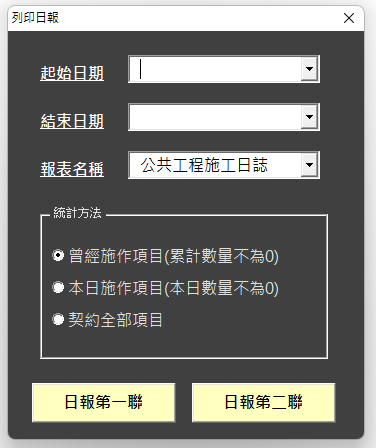 列印日報
起始日期
結束日期
報表名稱 公共工程施工日誌
統計方法
曾經施作項目(累計數量不為0)
本日施作項目(本日數量不為0)
契約全部項目
日報第一聯 日報第二聯